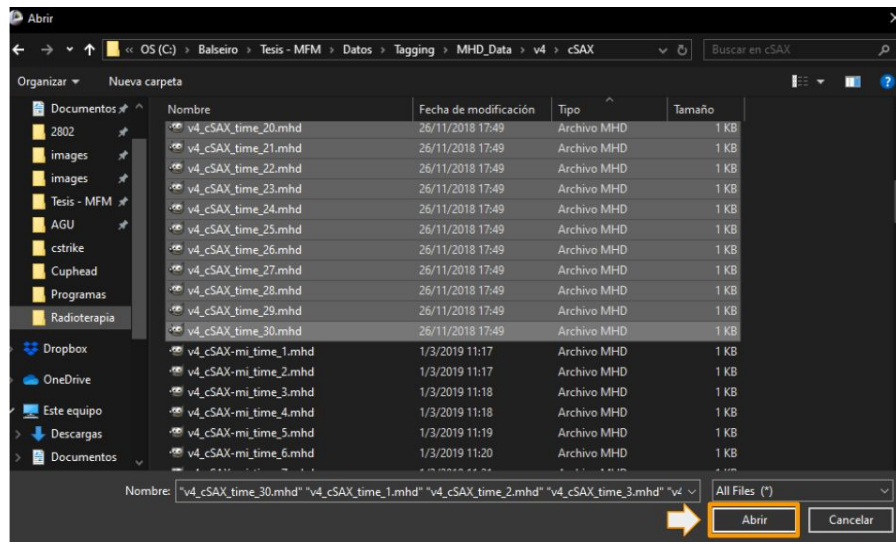 Abrir
« OS (C:) › Balseiro › Tesis - MFM › Datos › Tagging › MHD_Data › v4 › cSAX
Buscar en cSAX
Organizar
Nueva carpeta
Documentos
2802
images
images
Tesis - MFM
AGU
cstrike
Cuphead
Programas
Radioterapia
Dropbox
OneDrive
Este equipo
Descargas
Documentos
Nombre Fecha de modificación Tipo Tamaño
v4_cSAX_time_20.mhd 26/11/2018 17:49 Archivo MHD 1 KB
v4_cSAX_time_21.mhd 26/11/2018 17:49 Archivo MHD 1 KB
v4_cSAX_time_22.mhd 26/11/2018 17:49 Archivo MHD 1 KB
v4_cSAX_time_23.mhd 26/11/2018 17:49 Archivo MHD 1 KB
v4_cSAX_time_24.mhd 26/11/2018 17:49 Archivo MHD 1 KB
v4_cSAX_time_25.mhd 26/11/2018 17:49 Archivo MHD 1 KB
v4_cSAX_time_26.mhd 26/11/2018 17:49 Archivo MHD 1 KB
v4_cSAX_time_27.mhd 26/11/2018 17:49 Archivo MHD 1 KB
v4_cSAX_time_28.mhd 26/11/2018 17:49 Archivo MHD 1 KB
v4_cSAX_time_29.mhd 26/11/2018 17:49 Archivo MHD 1 KB
v4_cSAX_time_30.mhd 26/11/2018 17:49 Archivo MHD 1 KB
v4_cSAX-mi_time_1.mhd 1/3/2019 11:17 Archivo MHD 1 KB
v4_cSAX-mi_time_2.mhd 1/3/2019 11:17 Archivo MHD 1 KB
v4_cSAX-mi_time_3.mhd 1/3/2019 11:18 Archivo MHD 1 KB
v4_cSAX-mi_time_4.mhd 1/3/2019 11:18 Archivo MHD 1 KB
v4_cSAX-mi_time_5.mhd 1/3/2019 11:19 Archivo MHD 1 KB
v4_cSAX-mi_time_6.mhd 1/3/2019 11:20 Archivo MHD 1 KB
Nombre: "v4_cSAX_time_30.mhd" "v4_cSAX_time_1.mhd" "v4_cSAX_time_2.mhd" "v4_cSAX_time_3.mhd" "v4
All Files (*)
Abrir
Cancelar